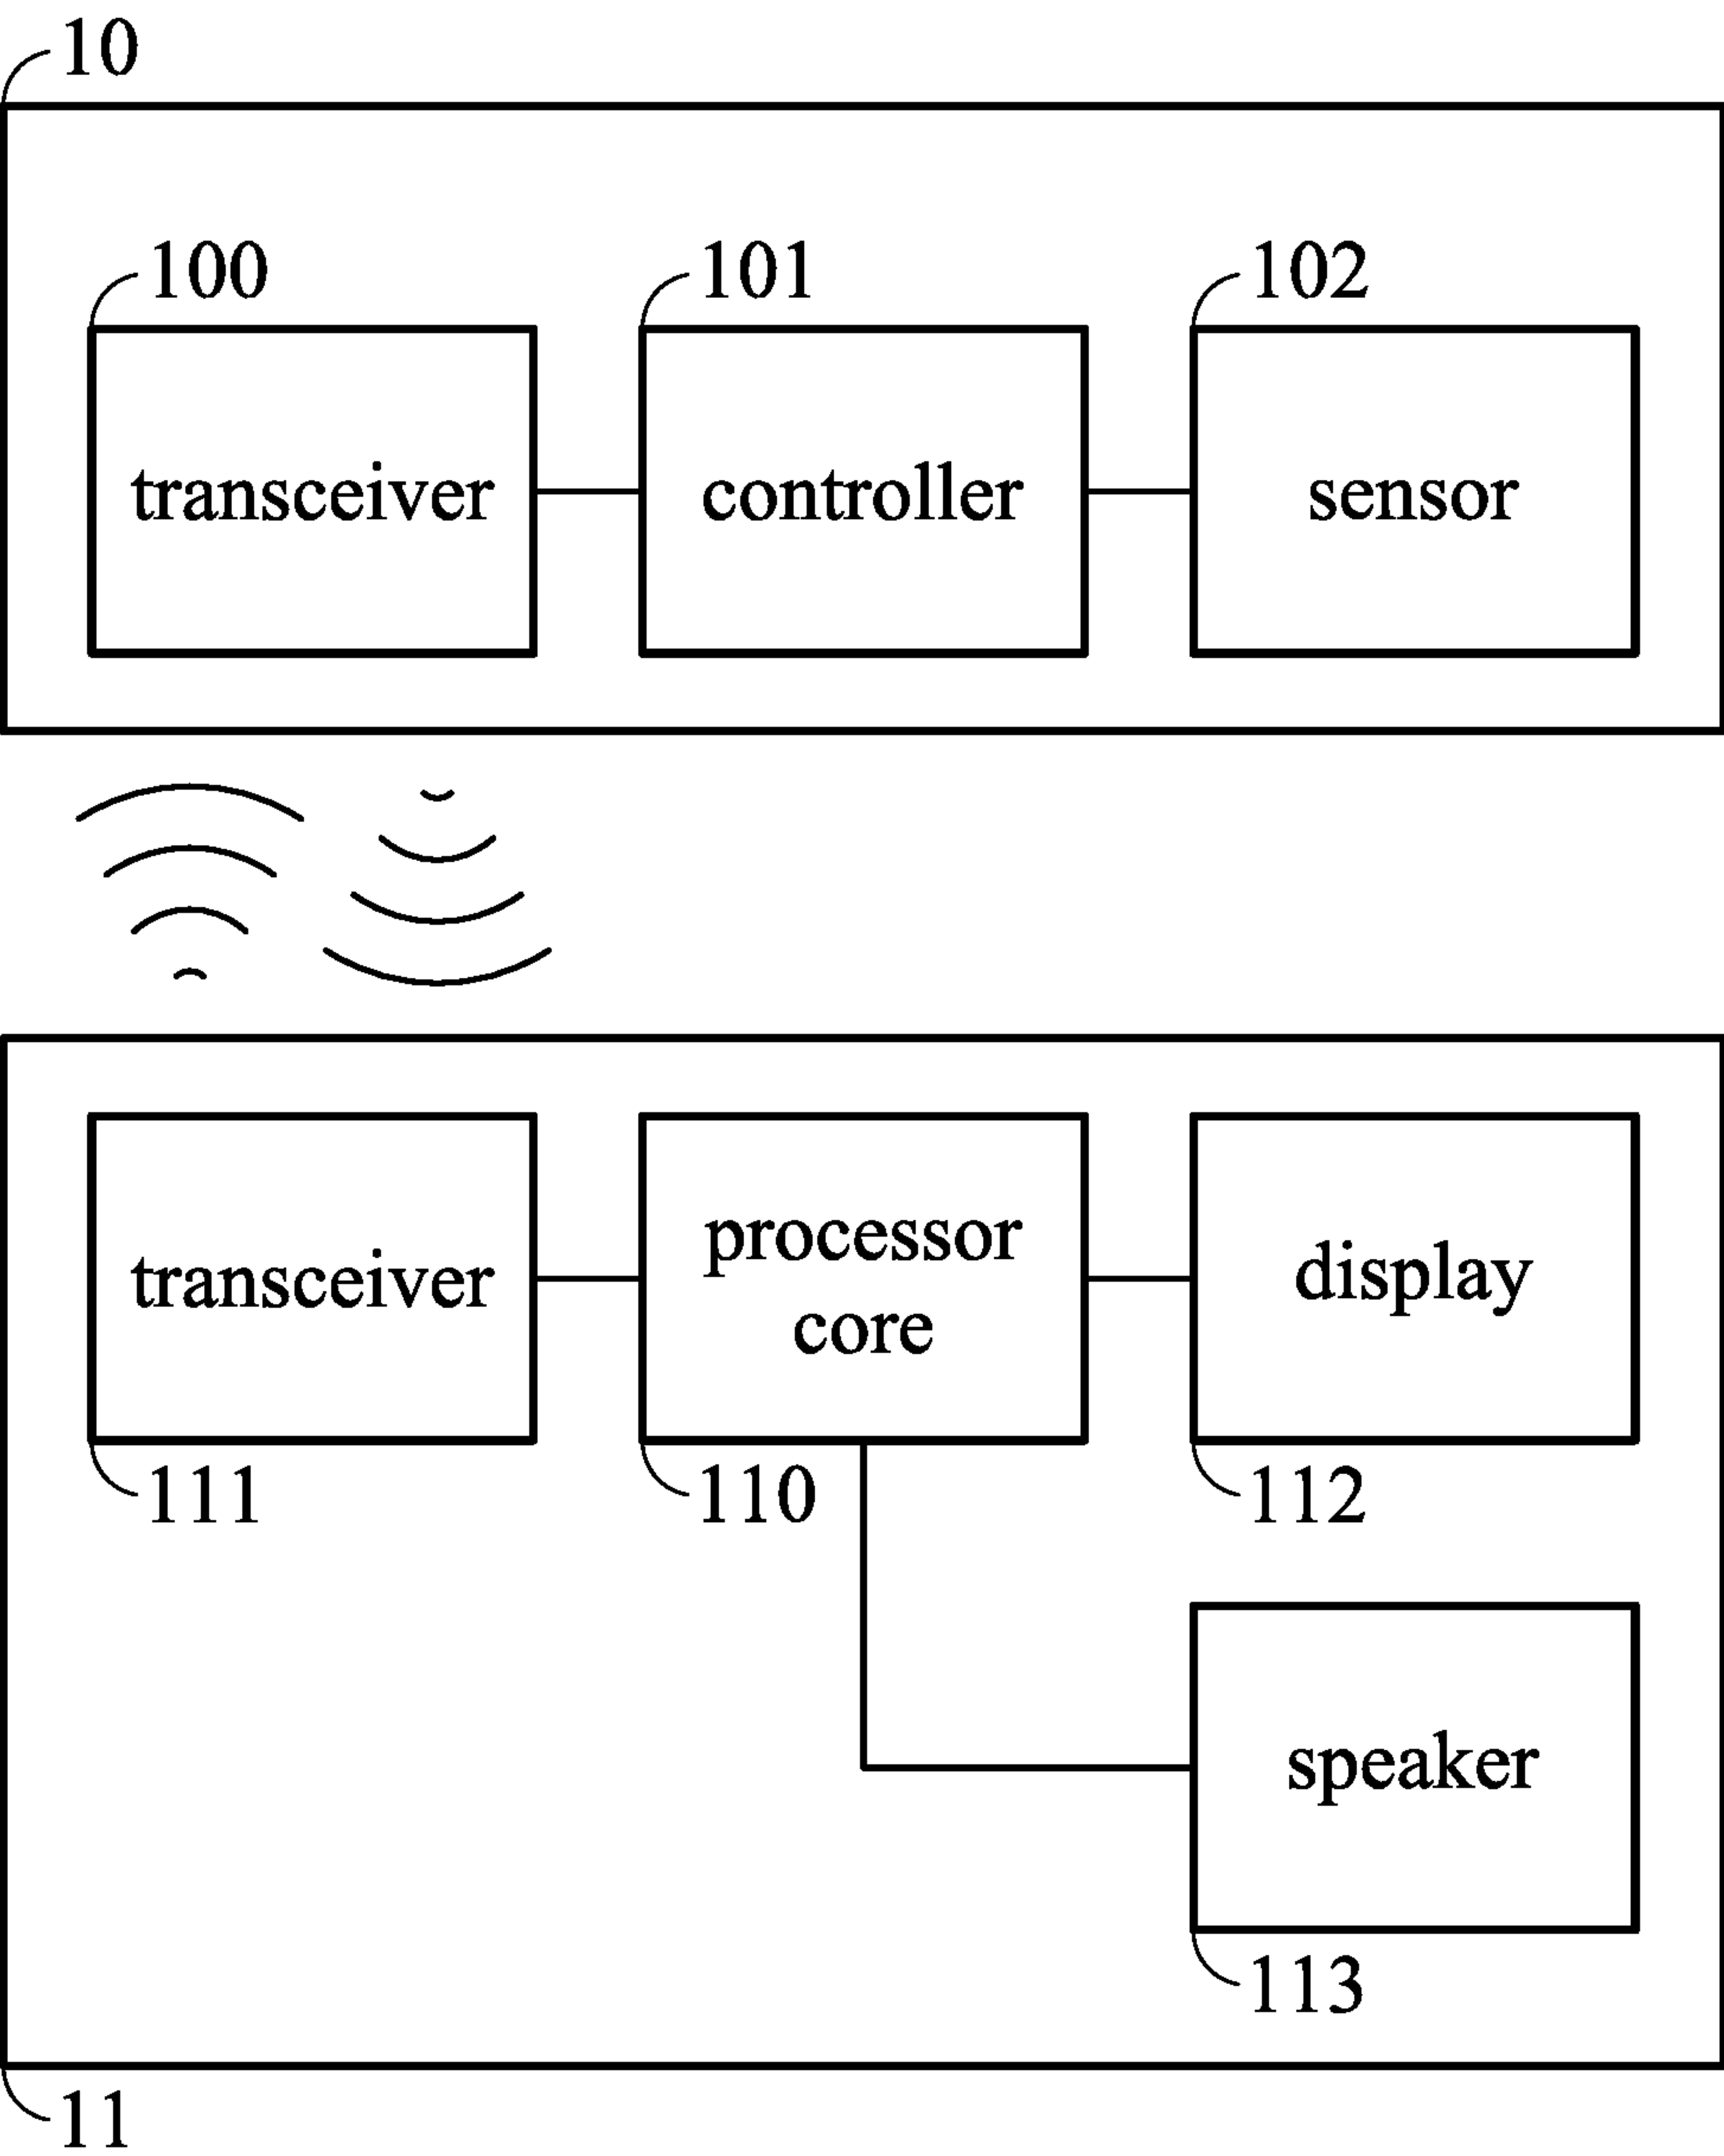 10
100
101
102
transceiver
controller
sensor
transceiver
processor
core
display
111
110
112
speaker
113
11